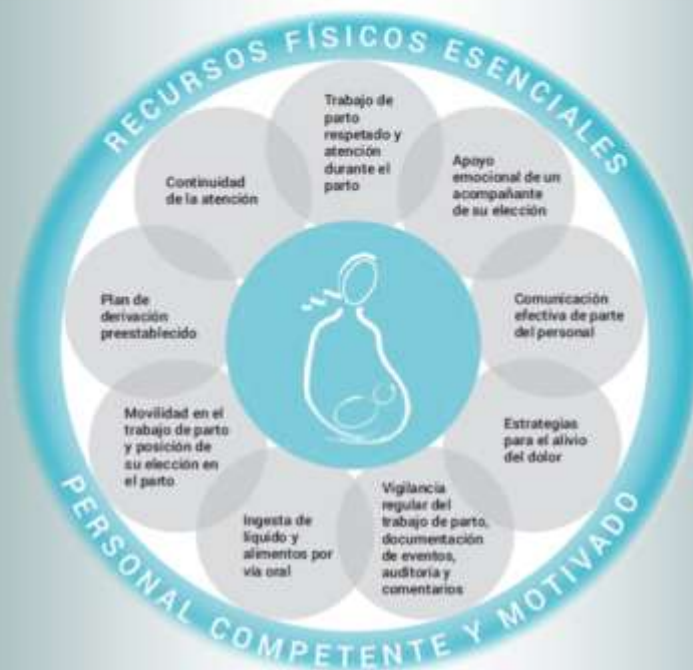 RECURSOS FÍSICOS ESENCIALES
Trabajo de
parto
respetado y
atención
durante el
parto
Apoyo
emocional de un
acompañante
de su elección
Comunicación
efectiva de parte
del personal
Estrategias
para el alivio
del dolor
Vigilancia
regular del
trabajo de parto,
documentación
de eventos,
auditoría y
comentarios
Ingesta de
líquido y
alimentos por
vía oral
Movilidad en el
trabajo de parto
y posición de
su elección en
el parto
Plan de
derivación
preestablecido
Continuidad
de la atención
PERSONAL COMPETENTE Y MOTIVADO